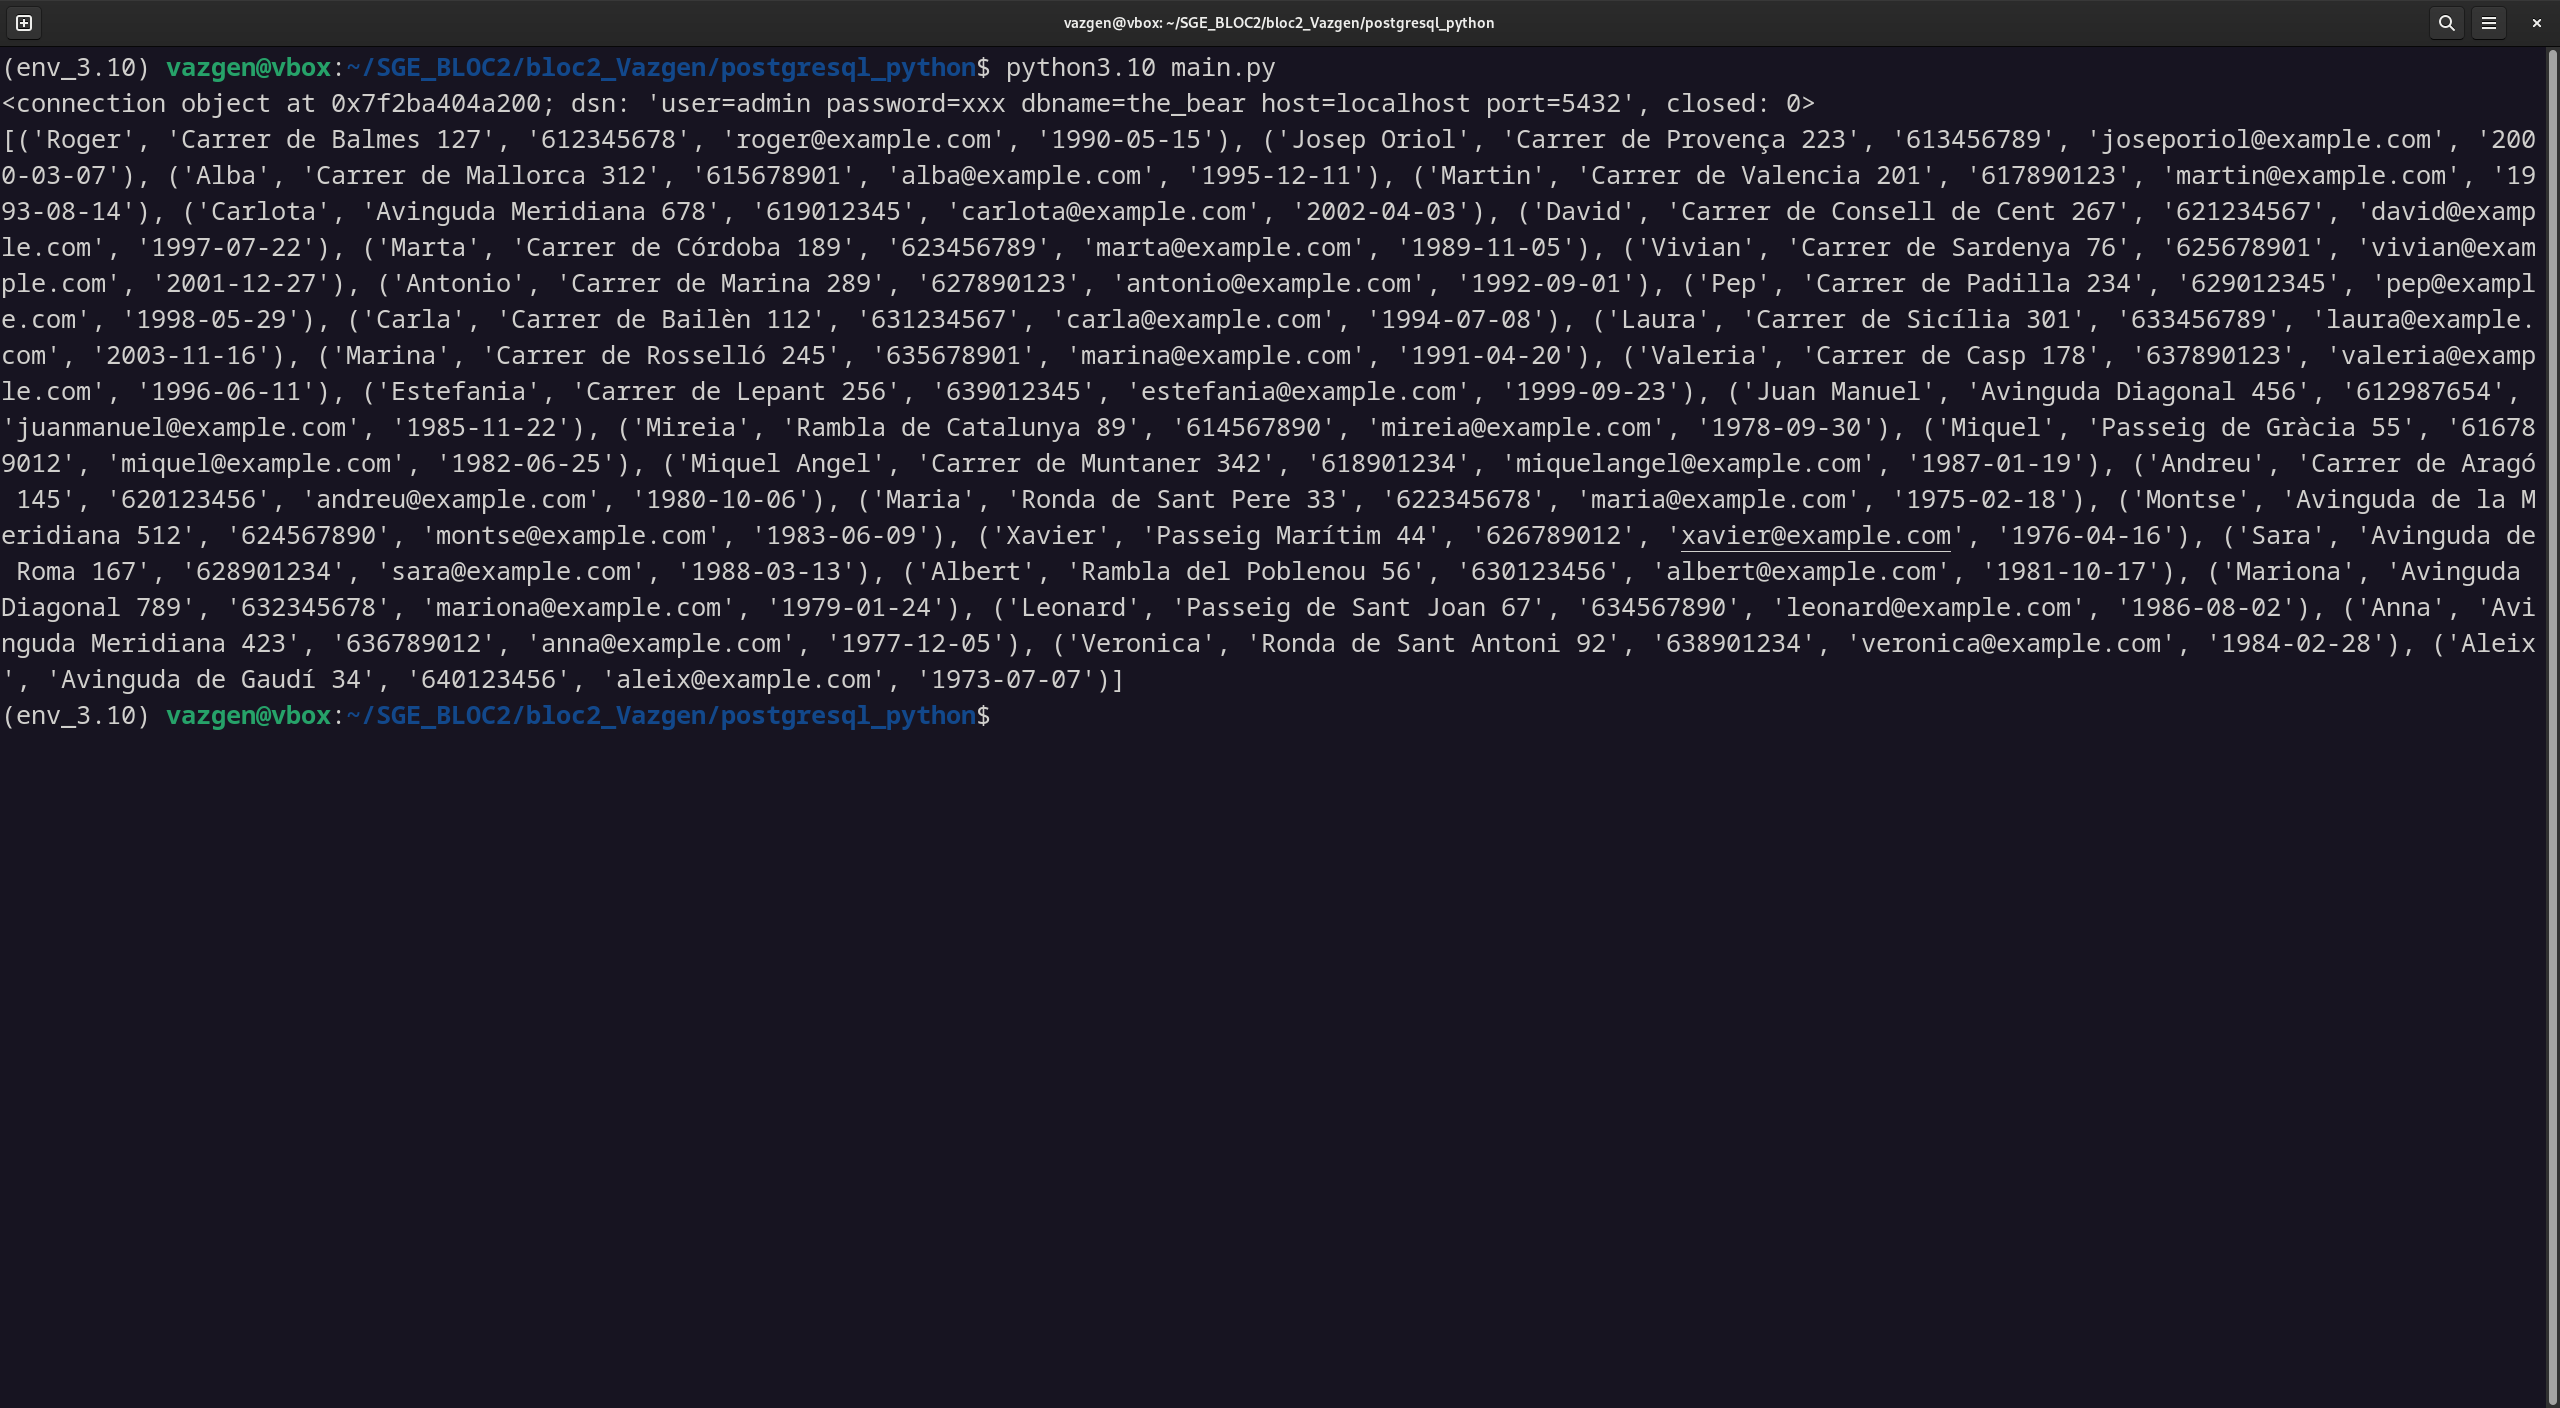 vazgen@vbox: ~/SGE_BLOC2/bloc2_Vazgen/postgresql_python
(env_3.10) vazgen@vbox:~/SGE_BLOC2/bloc2_Vazgen/postgresql_python$ python3.10 main.py
<connection object at 0x7f2ba404a200; dsn: 'user=admin password=xxx dbname=the_bear host=localhost port=5432', closed: 0>
[('Roger', 'Carrer de Balmes 127', '612345678', 'roger@example.com', '1990-05-15'), ('Josep Oriol', 'Carrer de Provença 223', '613456789', 'joseporiol@example.com', '200
0-03-07'), ('Alba', 'Carrer de Mallorca 312', '615678901', 'alba@example.com', '1995-12-11'), ('Martin', 'Carrer de Valencia 201', '617890123', 'martin@example.com', '19
93-08-14'), ('Carlota', 'Avinguda Meridiana 678', '619012345', 'carlota@example.com', '2002-04-03'), ('David', 'Carrer de Consell de Cent 267', '621234567', 'david@examp
le.com', '1997-07-22'), ('Marta', 'Carrer de Córdoba 189', '623456789', 'marta@example.com', '1989-11-05'), ('Vivian', 'Carrer de Sardenya 76', '625678901', 'vivian@exam
ple.com', '2001-12-27'), ('Antonio', 'Carrer de Marina 289', '627890123', 'antonio@example.com', '1992-09-01'), ('Pep', 'Carrer de Padilla 234', '629012345', 'pep@exampl
e.com', '1998-05-29'), ('Carla', 'Carrer de Bailèn 112', '631234567', 'carla@example.com', '1994-07-08'), ('Laura', 'Carrer de Sicília 301', '633456789', 'laura@example.
com', '2003-11-16'), ('Marina', 'Carrer de Rosselló 245', '635678901', 'marina@example.com', '1991-04-20'), ('Valeria', 'Carrer de Casp 178', '637890123', 'valeria@examp
le.com', '1996-06-11'), ('Estefania', 'Carrer de Lepant 256', '639012345', 'estefania@example.com', '1999-09-23'), ('Juan Manuel', 'Avinguda Diagonal 456', '612987654',
'juanmanuel@example.com', '1985-11-22'), ('Mireia', 'Rambla de Catalunya 89', '614567890', 'mireia@example.com', '1978-09-30'), ('Miquel', 'Passeig de Gràcia 55', '61678
9012', 'miquel@example.com', '1982-06-25'), ('Miquel Angel', 'Carrer de Muntaner 342', '618901234', 'miquelangel@example.com', '1987-01-19'), ('Andreu', 'Carrer de Aragó
 145', '620123456', 'andreu@example.com', '1980-10-06'), ('Maria', 'Ronda de Sant Pere 33', '622345678', 'maria@example.com', '1975-02-18'), ('Montse', 'Avinguda de la M
eridiana 512', '624567890', 'montse@example.com', '1983-06-09'), ('Xavier', 'Passeig Marítim 44', '626789012', 'xavier@example.com', '1976-04-16'), ('Sara', 'Avinguda de
 Roma 167', '628901234', 'sara@example.com', '1988-03-13'), ('Albert', 'Rambla del Poblenou 56', '630123456', 'albert@example.com', '1981-10-17'), ('Mariona', 'Avinguda
Diagonal 789', '632345678', 'mariona@example.com', '1979-01-24'), ('Leonard', 'Passeig de Sant Joan 67', '634567890', 'leonard@example.com', '1986-08-02'), ('Anna', 'Avi
nguda Meridiana 423', '636789012', 'anna@example.com', '1977-12-05'), ('Veronica', 'Ronda de Sant Antoni 92', '638901234', 'veronica@example.com', '1984-02-28'), ('Aleix
', 'Avinguda de Gaudí 34', '640123456', 'aleix@example.com', '1973-07-07')]
(env_3.10) vazgen@vbox:~/SGE_BLOC2/bloc2_Vazgen/postgresql_python$